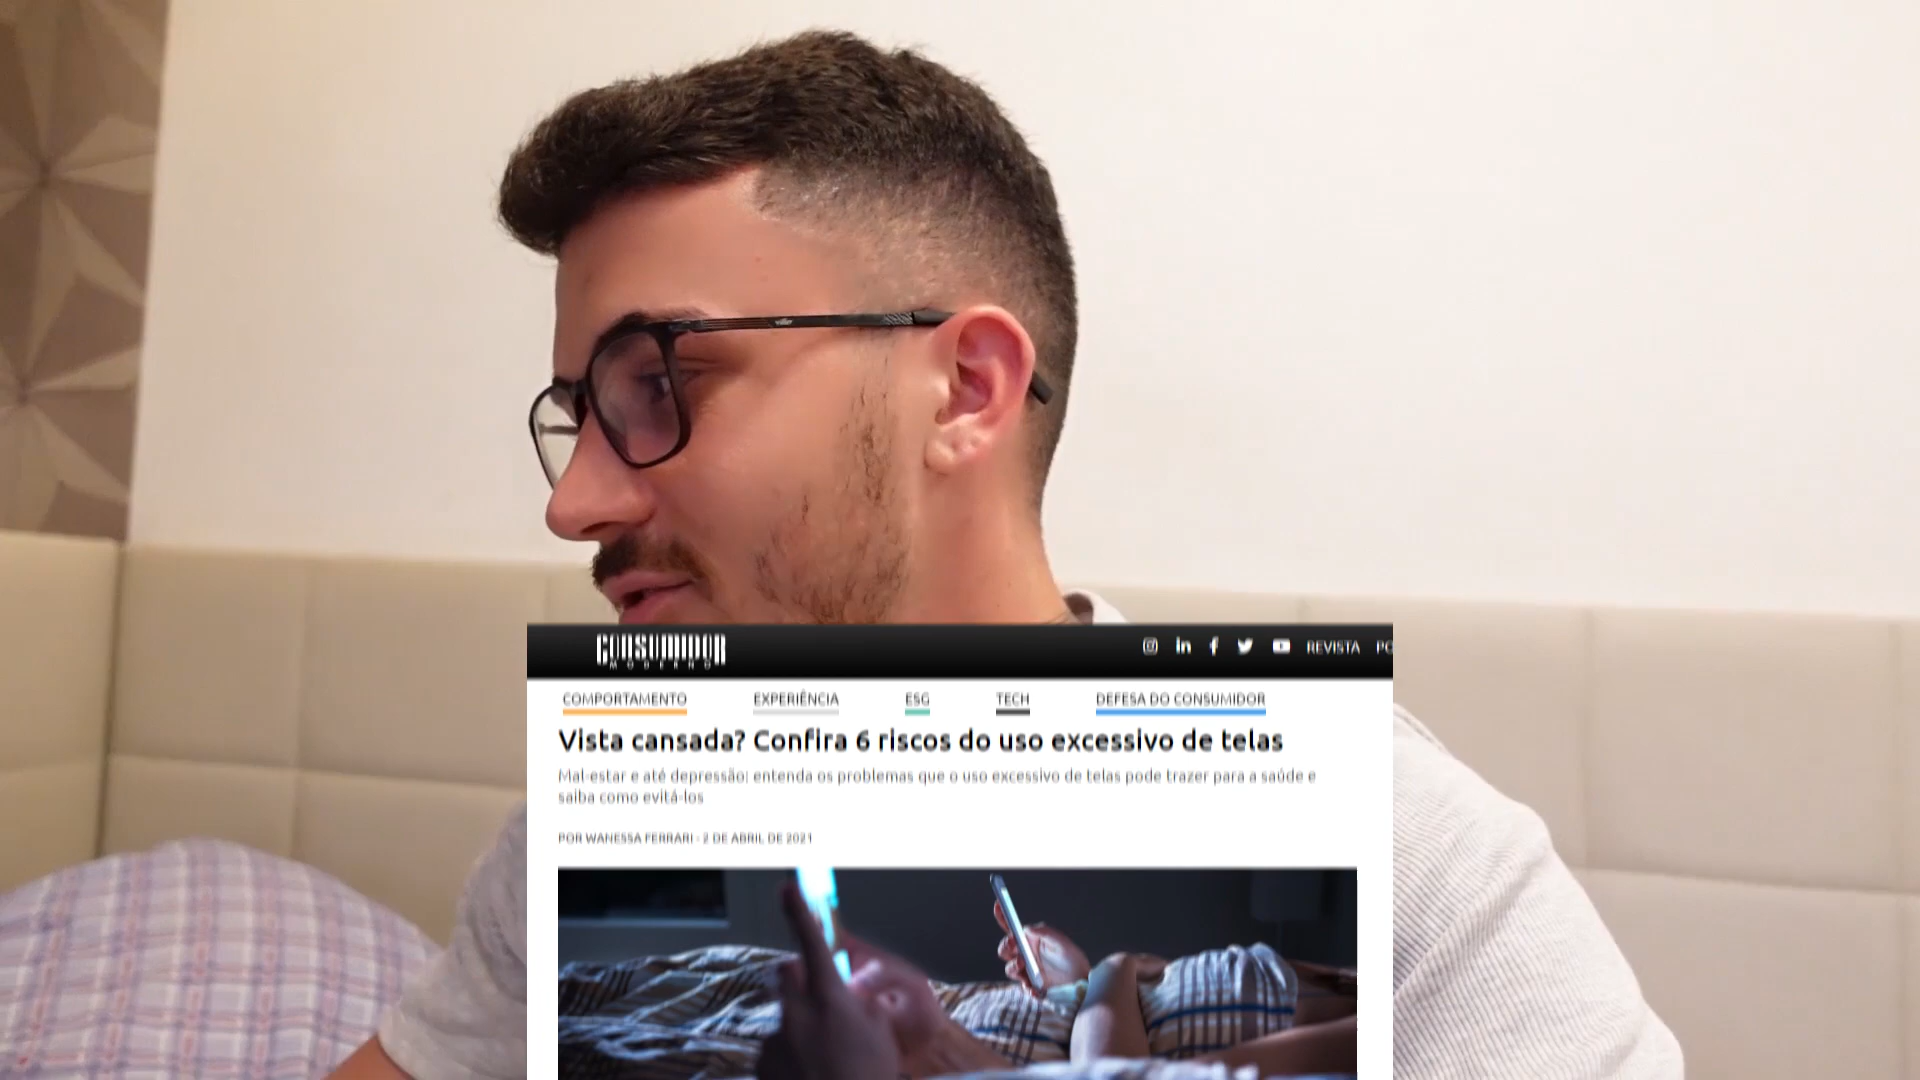 CONSUMIDOR
MODERNO
REVISTA PO
COMPORTAMENTO EXPERIÊNCIA ESG TECH DEFESA DO CONSUMIDOR
Vista cansada? Confira 6 riscos do uso excessivo de telas
Mal-estar e até depressão: entenda os problemas que o uso excessivo de telas pode trazer para a saúde e
saiba como evitá-los
POR WANESSA FERRARI - 2 DE ABRIL DE 2021